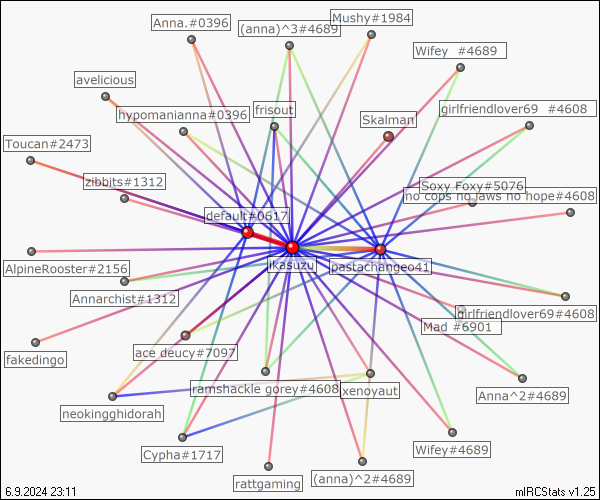 Mushy#1984
Anna.#0396
(anna)^3#4689
Wifey  #4689
avelicious
girlfriendlover69  #4608
hypomanianna#0396
frisout
Skalman
Toucan#2473
zibbits#1312
Soxy Foxy#5076
no cops no laws no hope#4608
default#0617
AlpineRooster#2156
ikasuzu
pastachangeo41
Annarchist#1312
girlfriendlover69#4608
Mad #6901
fakedingo
ace deucy#7097
ramshackle gorey#4608
xenoyaut
Anna^2#4689
neokingghidorah
Cypha#1717
Wifey#4689
rattgaming
(anna)^2#4689
6.9.2024 23:11
mIRCStats v1.25